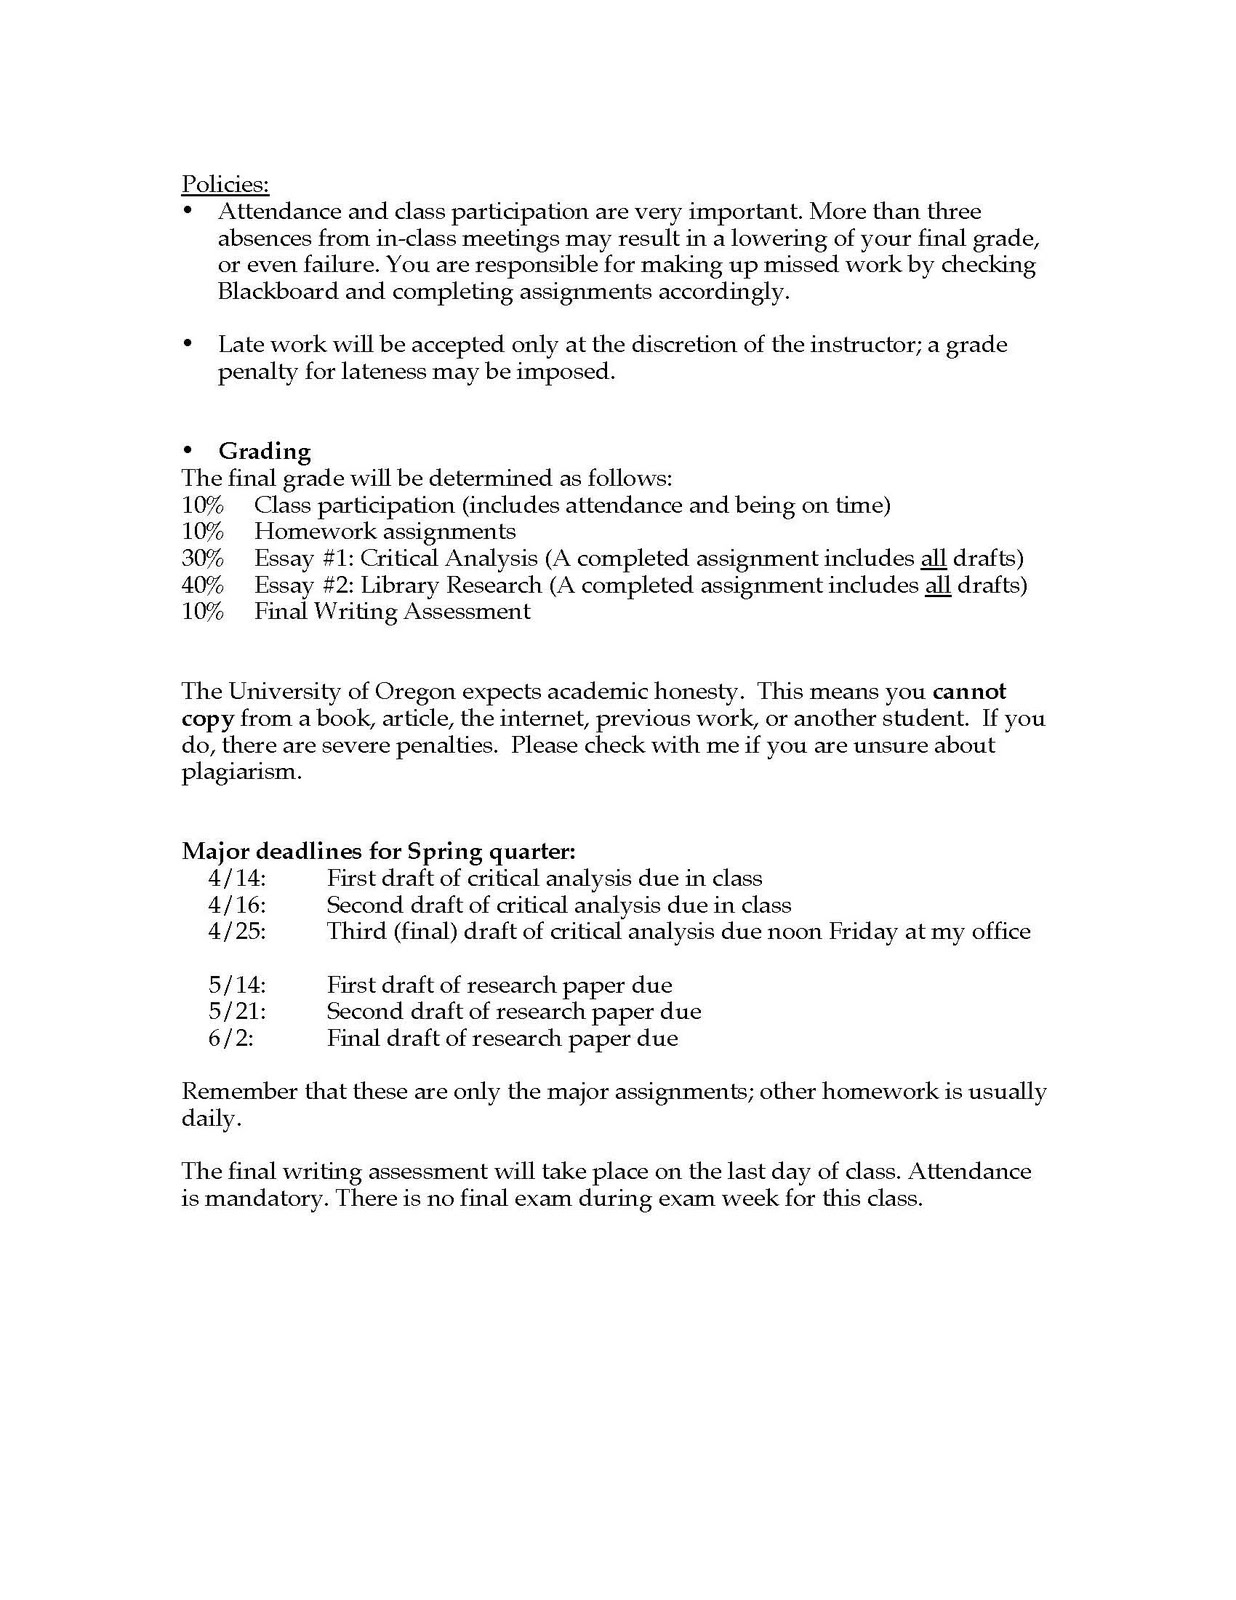 Policies:
• Attendance and class participation are very important. More than three
absences from in-class meetings may result in a lowering of your final grade,
or even failure. You are responsible for making up missed work by checking
Blackboard and completing assignments accordingly.
• Late work will be accepted only at the discretion of the instructor; a grade
penalty for lateness may be imposed.
• Grading
The final grade will be determined as follows:
10% Class participation (includes attendance and being on time)
10% Homework assignments
30% Essay #1: Critical Analysis (A completed assignment includes all drafts)
40% Essay #2: Library Research (A completed assignment includes all drafts)
10% Final Writing Assessment
The University of Oregon expects academic honesty.  This means you cannot
copy from a book, article, the internet, previous work, or another student.  If you
do, there are severe penalties.  Please check with me if you are unsure about
plagiarism.
Major deadlines for Spring quarter:
4/14: First draft of critical analysis due in class
4/16: Second draft of critical analysis due in class
4/25: Third (final) draft of critical analysis due noon Friday at my office
5/14: First draft of research paper due
5/21: Second draft of research paper due
6/2: Final draft of research paper due
Remember that these are only the major assignments; other homework is usually
daily.
The final writing assessment will take place on the last day of class. Attendance
is mandatory. There is no final exam during exam week for this class.